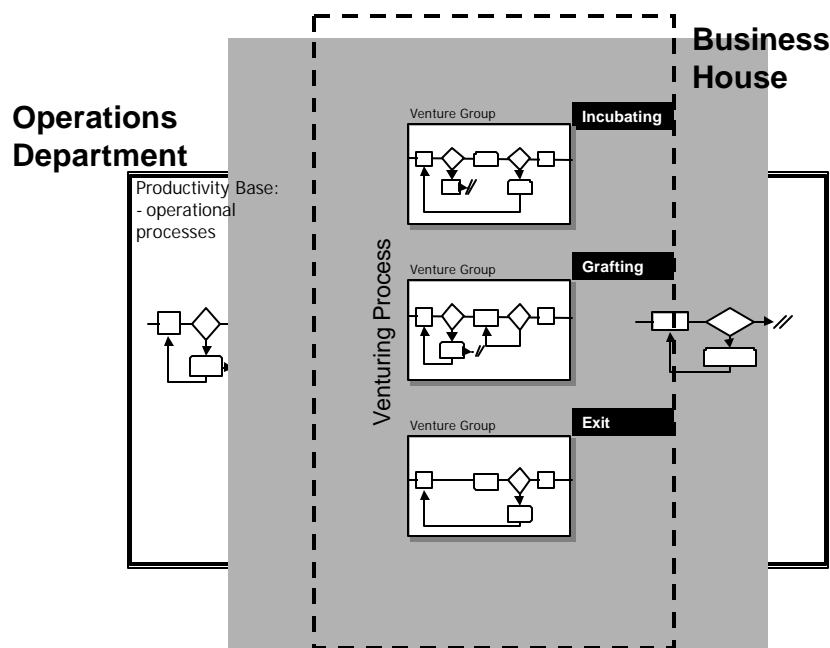 Business
House
Operations
Department
Productivity Base:
- operational
processes
Venturing Process
Venture Group
Incubating
Venture Group
Grafting
Venture Group
Exit